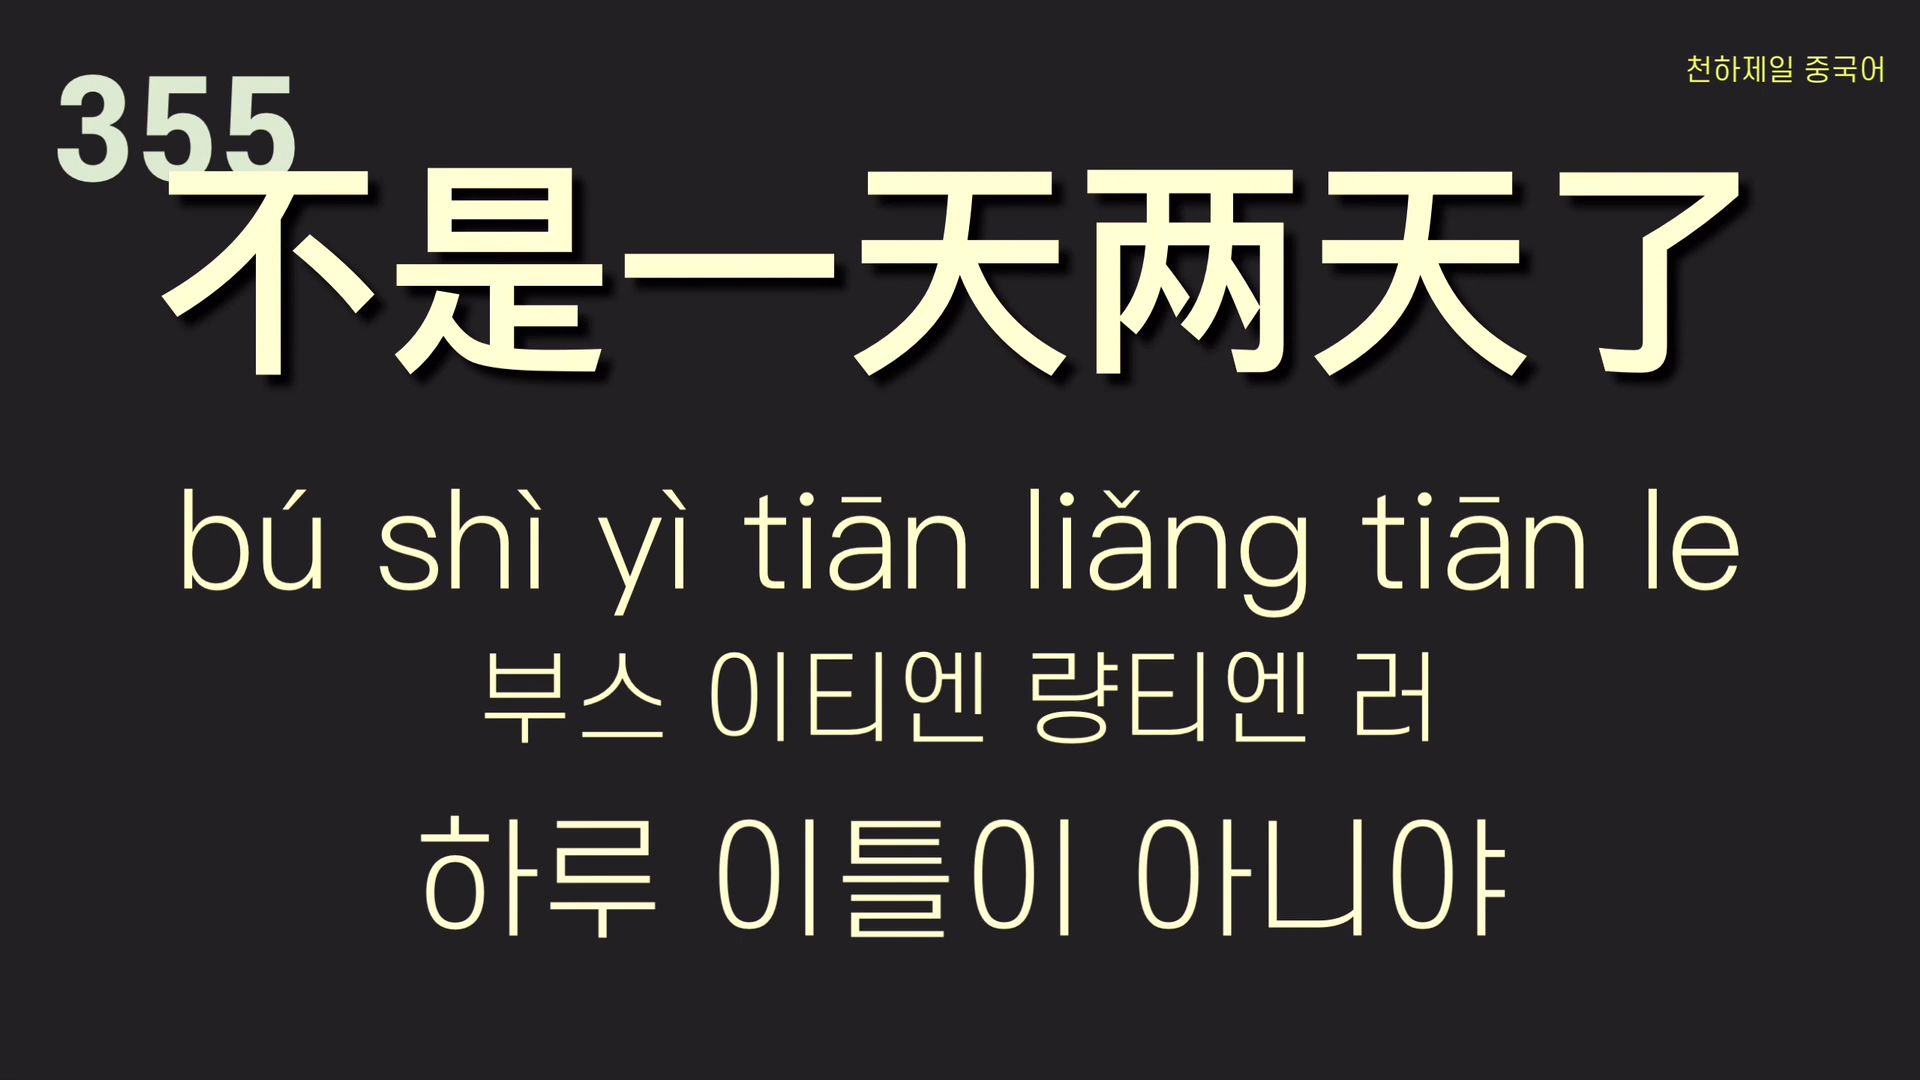 355
천하제일 중국어
不是一天两天了
bú shì yì tiān liǎng tiān le
부스 이티엔 량티엔 러
하루 이틀이 아니야